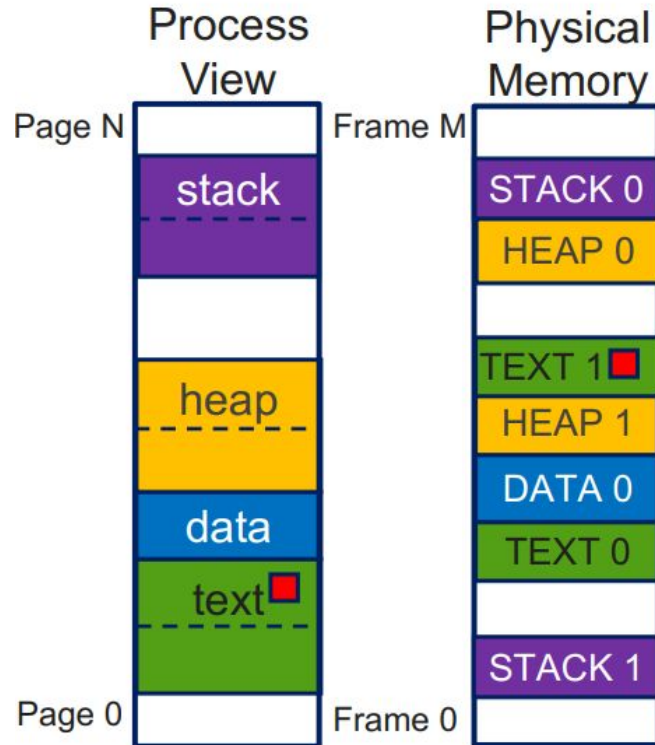 Process
View
Page N
stack
heap
data
text
Page 0
Physical
Memory
Frame M
STACK 0
HEAP 0
TEXT 1
HEAP 1
DATA 0
TEXT 0
STACK 1
Frame 0